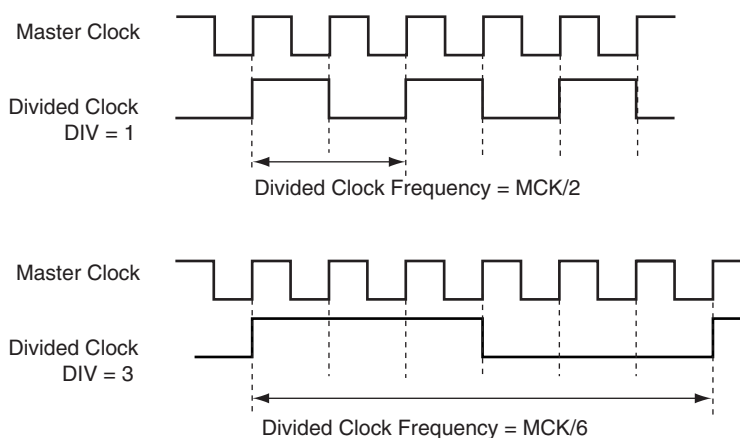 Master Clock
Divided Clock
DIV = 1
Divided Clock Frequency = MCK/2
Master Clock
Divided Clock
DIV = 3
Divided Clock Frequency = MCK/6